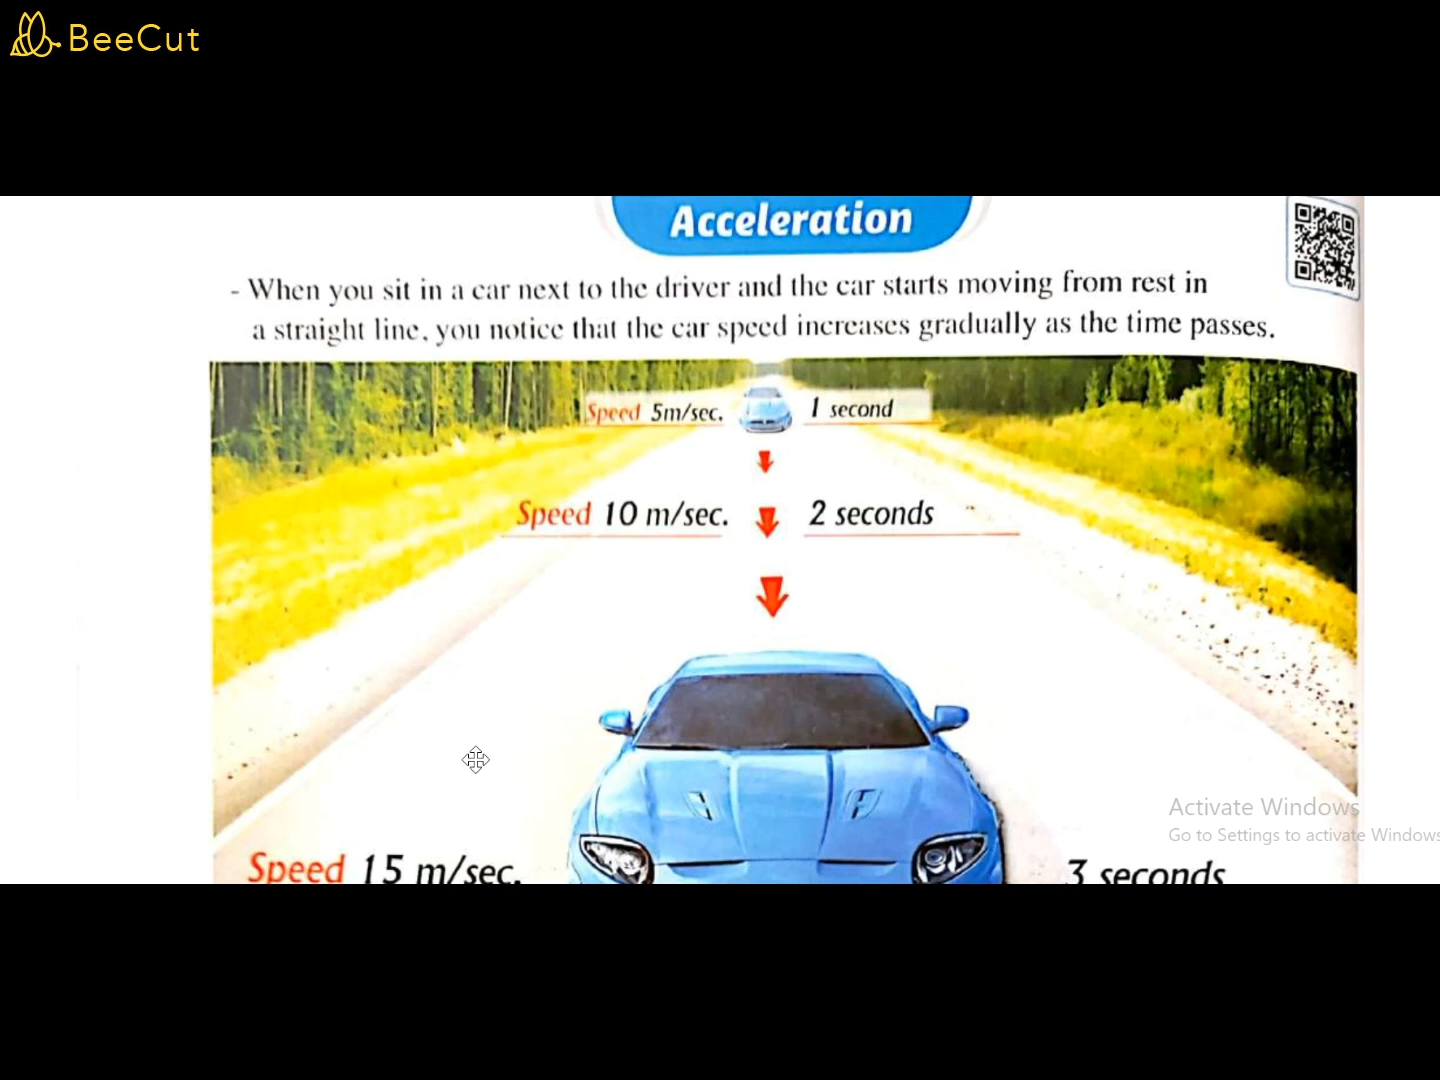 BeeCut
Acceleration
- When you sit in a car next to the driver and the car starts moving from rest in
a straight line, you notice that the car speed increases gradually as the time passes.
Speed 5m/sec. 1 second
Speed 10 m/sec. 2 seconds
Activate Windows
Go to Settings to activate Windows
Speed 15 m/sec. 3 seconds